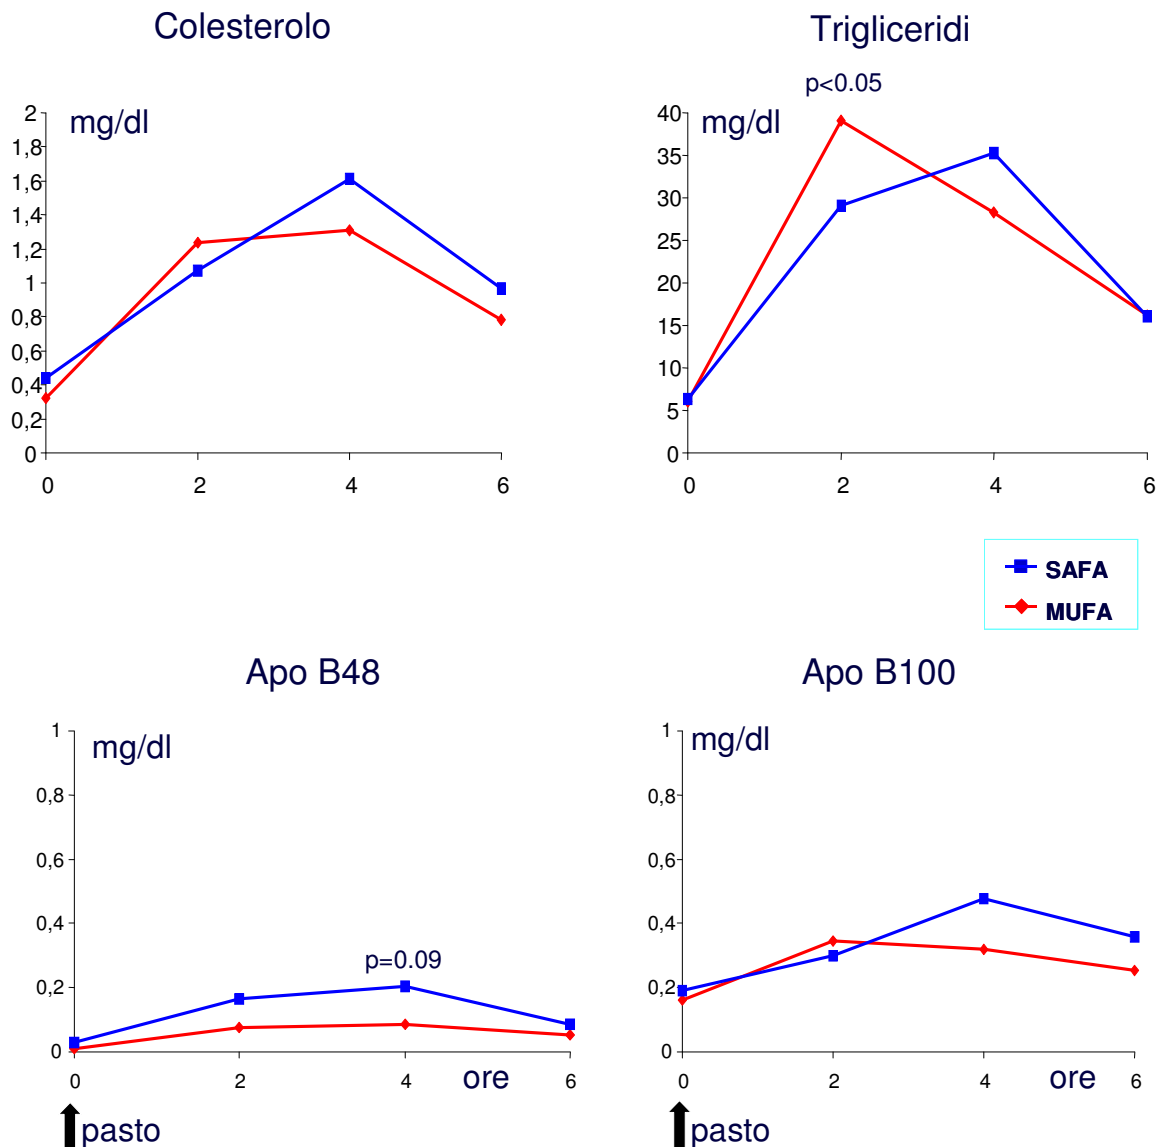 Colesterolo
mg/dl
2
1,8
1,6
1,4
1,2
1
0,8
0,6
0,4
0,2
0
0 2 4 6
Trigliceridi
p<0.05
mg/dl
40
35
30
25
20
15
10
5
0
0 2 4 6
SAFA
MUFA
Apo B48
mg/dl
1
0,8
0,6
0,4
0,2
0
p=0.09
0 2 4 ore 6
pasto
Apo B100
mg/dl
1
0,8
0,6
0,4
0,2
0
0 2 4 ore 6
pasto